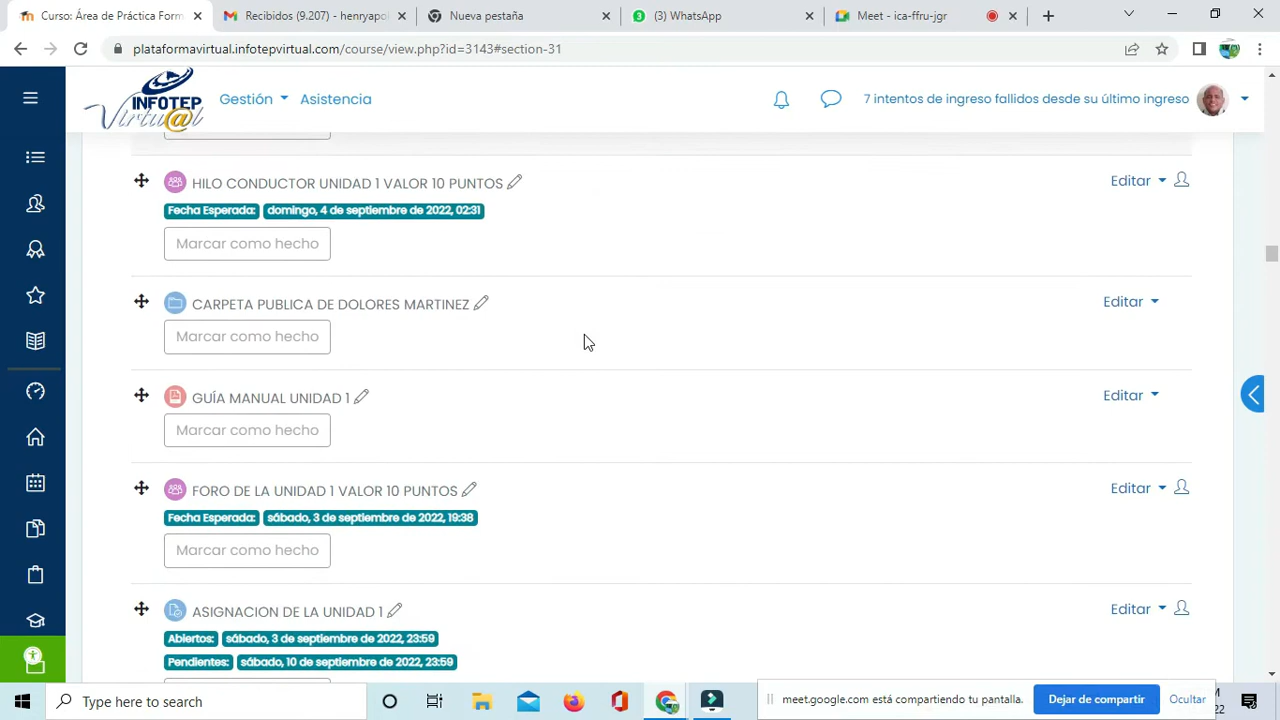 Curso: Área de Práctica Form
Recibidos (9.207) - henrypol
Nueva pestaña
(3) WhatsApp
Meet - ica-ffru-jgr
plataformavirtual.infotepvirtual.com/course/view.php?id=3143#section-31
INFOTEP
Virtu@l
Gestión
Asistencia
7 intentos de ingreso fallidos desde su último ingreso
HILO CONDUCTOR UNIDAD 1 VALOR 10 PUNTOS
Editar
Fecha Esperada: domingo, 4 de septiembre de 2022, 02:31
Marcar como hecho
CARPETA PUBLICA DE DOLORES MARTINEZ
Editar
Marcar como hecho
GUÍA MANUAL UNIDAD 1
Editar
Marcar como hecho
FORO DE LA UNIDAD 1 VALOR 10 PUNTOS
Editar
Fecha Esperada: sábado, 3 de septiembre de 2022, 19:38
Marcar como hecho
ASIGNACION DE LA UNIDAD 1
Editar
Abiertos: sábado, 3 de septiembre de 2022, 23:59
Pendientes: sábado, 10 de septiembre de 2022, 23:59
Type here to search
meet.google.com está compartiendo tu pantalla.
Dejar de compartir
Ocultar